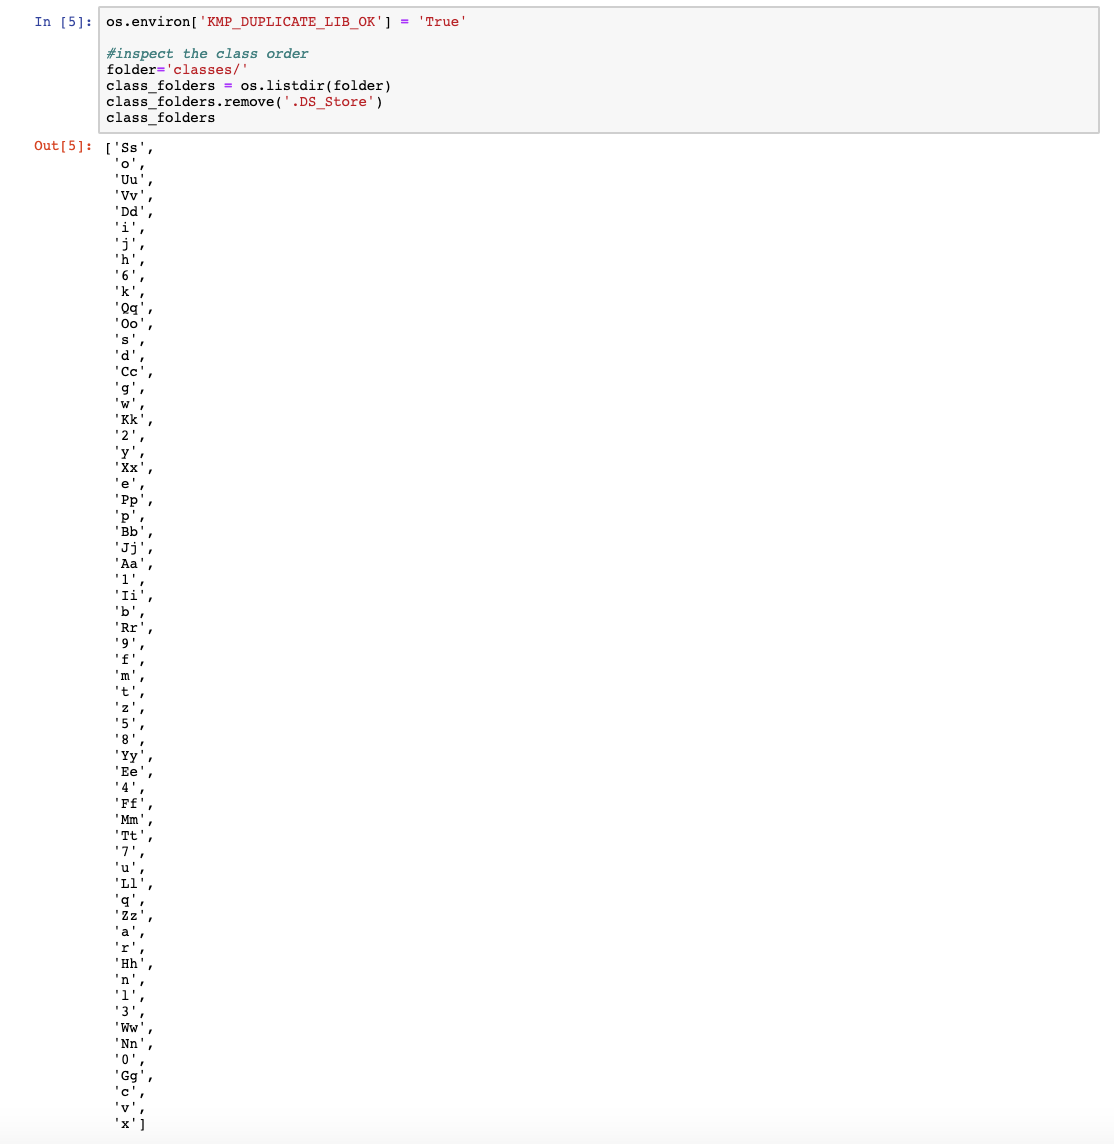 In [5]: os.environ['KMP_DUPLICATE_LIB_OK'] = 'True'
#inspect the class order
folder='classes/'
class_folders = os.listdir(folder)
class_folders.remove('.DS_Store')
class_folders
Out[5]: ['Ss',
'o',
'Uu',
'Vv',
'Dd',
'i',
'j',
'h',
'6',
'k',
'Qq',
'Oo',
's',
'd',
'Cc',
'g',
'w',
'Kk',
'2',
'y',
'Xx',
'e',
'Pp',
'p',
'Bb',
'Jj',
'Aa',
'1',
'Ii',
'b',
'Rr',
'9',
'f',
'm',
't',
'z',
'5',
'8',
'Yy',
'Ee',
'4',
'Ff',
'Mm',
'Tt',
'7',
'u',
'Ll',
'q',
'Zz',
'a',
'r',
'Hh',
'n',
'l',
'3',
'Ww',
'Nn',
'0',
'Gg',
'c',
'v',
'x']